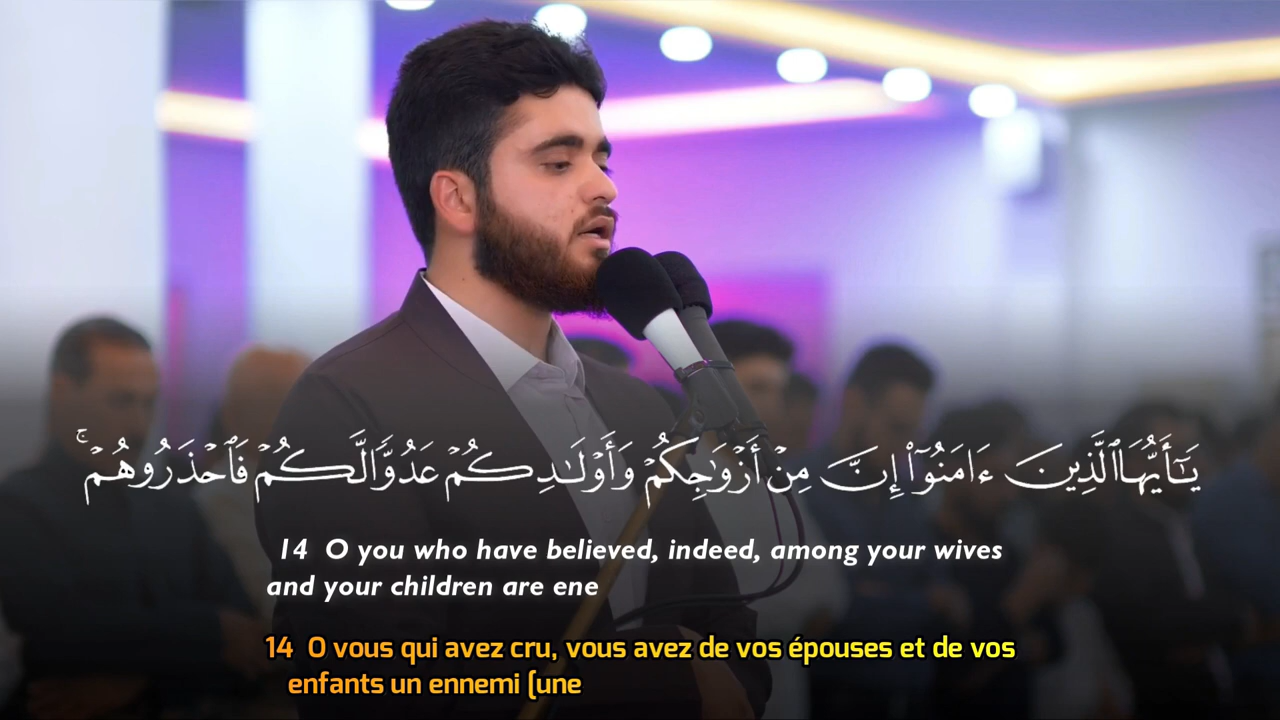 يَـٰٓأَيُّهَا ٱلَّذِينَ ءَامَنُوٓا۟ إِنَّ مِنْ أَزْوَٰجِكُمْ وَأَوْلَـٰدِكُمْ عَدُوًّا لَّكُمْ فَٱحْذَرُوهُمْ ۚ
14 O you who have believed, indeed, among your wives
and your children are ene
14 O vous qui avez cru, vous avez de vos épouses et de vos
enfants un ennemi (une